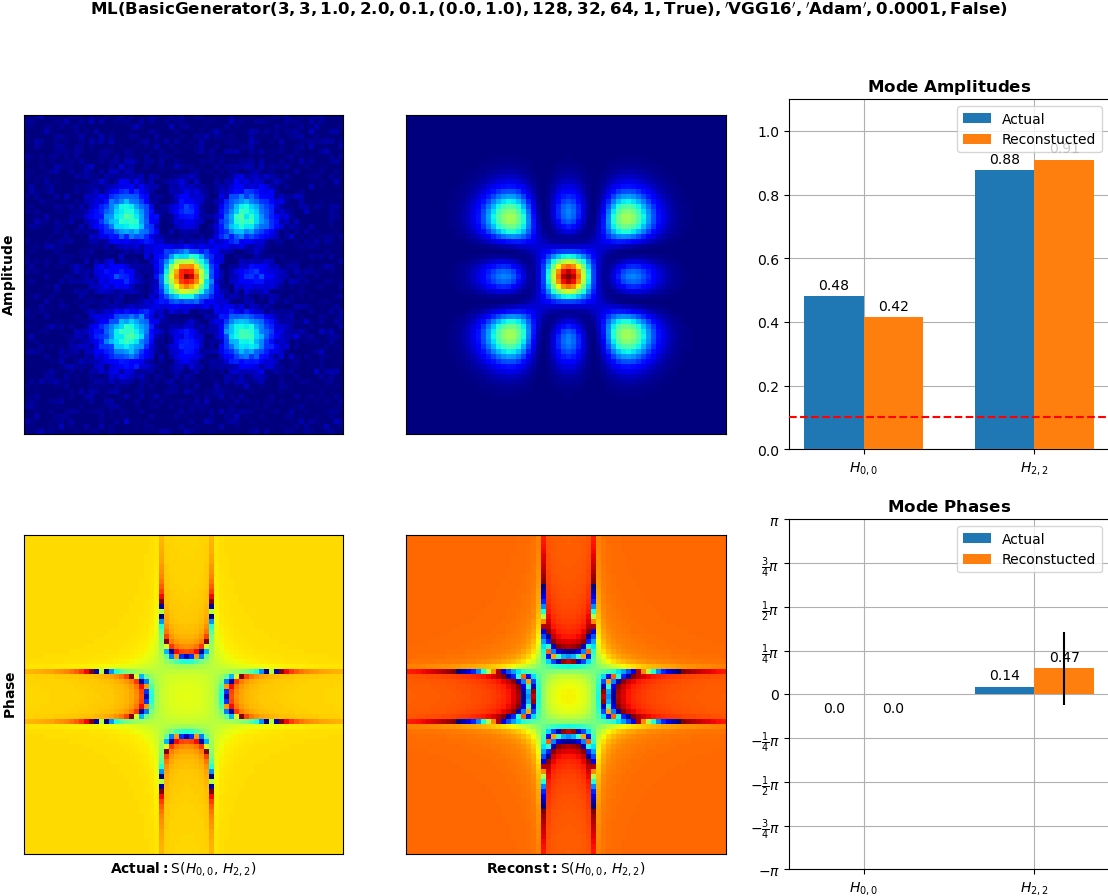 ML(BasicGenerator(3, 3, 1.0, 2.0, 0.1, (0.0, 1.0), 128, 32, 64, 1, True), ′VGG16′, ′Adam′, 0.0001, False)
Amplitude
Mode Amplitudes
Actual
Reconstucted
1.0
0.8
0.6
0.4
0.2
0.0
0.48
0.42
0.88
0.91
H0,0
H2,2
Phase
Actual: S(H0,0, H2,2)
Reconst: S(H0,0, H2,2)
Mode Phases
Actual
Reconstucted
π
3/4π
1/2π
1/4π
0
−1/4π
−1/2π
−3/4π
−π
0.0
0.0
0.14
0.47
H0,0
H2,2